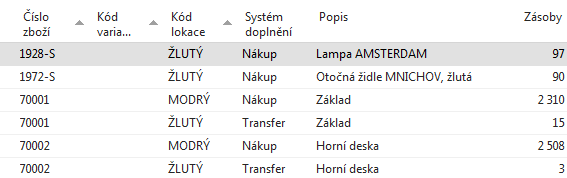 Číslo zboží Kód varia... Kód lokace Systém doplnění Popis Zásoby
1928-S ŽLUTÝ Nákup Lampa AMSTERDAM 97
1972-S ŽLUTÝ Nákup Otočná židle MNICHOV, žlutá 90
70001 MODRÝ Nákup Základ 2 310
70001 ŽLUTÝ Transfer Základ 15
70002 MODRÝ Nákup Horní deska 2 508
70002 ŽLUTÝ Transfer Horní deska 3